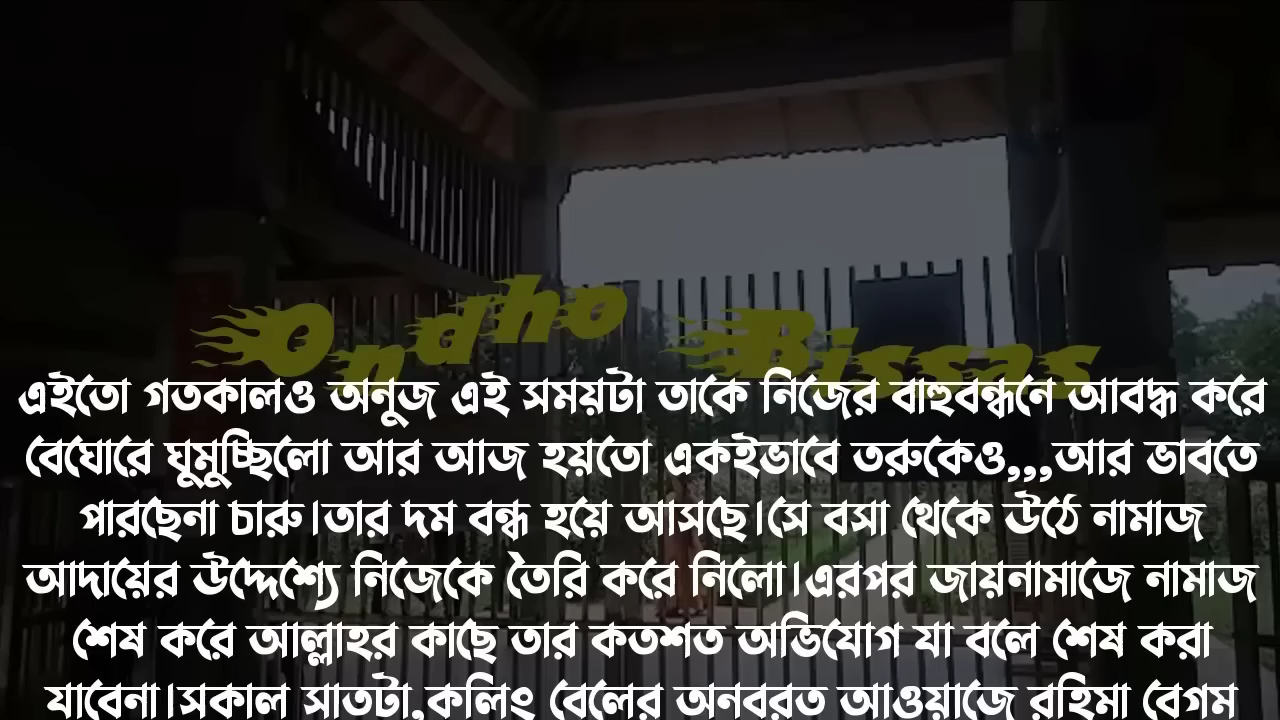 Ondho Bissas
এইতো গতকালও অনুজ এই সময়টা তাকে নিজের বাহুবন্ধনে আবদ্ধ করে
বেঘোরে ঘুমুচ্ছিলো আর আজ হয়তো একইভাবে তরুকেও,,,আর ভাবতে
পারছেনা চারু।তার দম বন্ধ হয়ে আসছে।সে বসা থেকে ঊঠে নামাজ
আদায়ের উদ্দেশ্যে নিজেকে তৈরি করে নিলো।এরপর জায়নামাজে নামাজ
শেষ করে আল্লাহর কাছে তার কতশত অভিযোগ যা বলে শেষ করা
যাবেনা।সকাল সাতটা,কলিং বেলের অনবরত আওয়াজে রহিমা বেগম